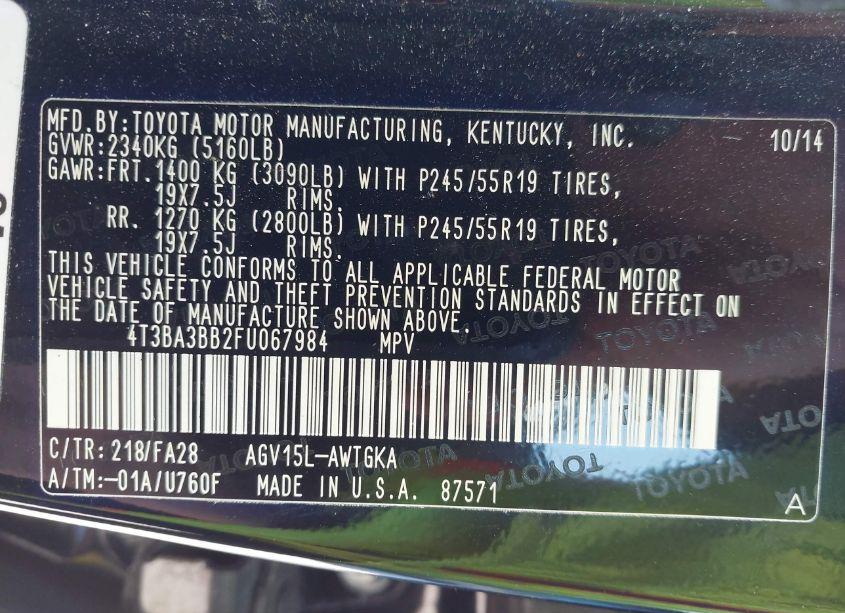 MFD.BY:TOYOTA MOTOR MANUFACTURING, KENTUCKY, INC. 10/14
GVWR:2340KG (5160LB)
GAWR:FRT.1400 KG (3090LB) WITH P245/55R19 TIRES,
19X7.5J RIMS.
RR. 1270 KG (2800LB) WITH P245/55R19 TIRES,
19X7.5J RIMS.
THIS VEHICLE CONFORMS TO ALL APPLICABLE FEDERAL MOTOR
VEHICLE SAFETY AND THEFT PREVENTION STANDARDS IN EFFECT ON
THE DATE OF MANUFACTURE SHOWN ABOVE.
4T3BA3BB2FU067984 MPV
C/TR:218/FA28 AGV15L-AWTGKA
A/TM:-01A/U760F MADE IN U.S.A. 87571 A